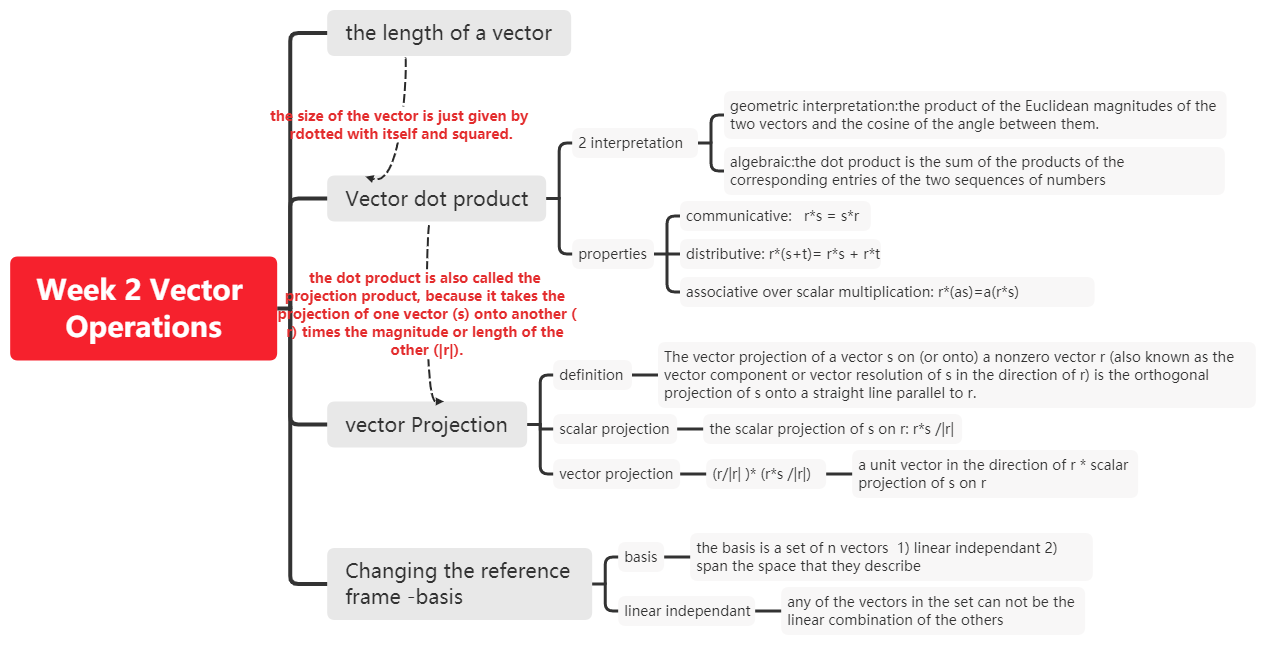 the length of a vector
the size of the vector is just given by
rdotted with itself and squared.
Vector dot product
2 interpretation
geometric interpretation:the product of the Euclidean magnitudes of the
two vectors and the cosine of the angle between them.
algebraic:the dot product is the sum of the products of the
corresponding entries of the two sequences of numbers
properties
communicative:   r*s = s*r
distributive: r*(s+t)= r*s + r*t
associative over scalar multiplication: r*(as)=a(r*s)
Week 2 Vector
Operations
the dot product is also called the
projection product, because it takes the
projection of one vector (s) onto another (
r) times the magnitude or length of the
other (|r|).
vector Projection
definition
The vector projection of a vector s on (or onto) a nonzero vector r (also known as the
vector component or vector resolution of s in the direction of r) is the orthogonal
projection of s onto a straight line parallel to r.
scalar projection
the scalar projection of s on r: r*s /|r|
vector projection
(r/|r| )* (r*s /|r|)
a unit vector in the direction of r * scalar
projection of s on r
Changing the reference
frame -basis
basis
the basis is a set of n vectors  1) linear independant 2)
span the space that they describe
linear independant
any of the vectors in the set can not be the
linear combination of the others